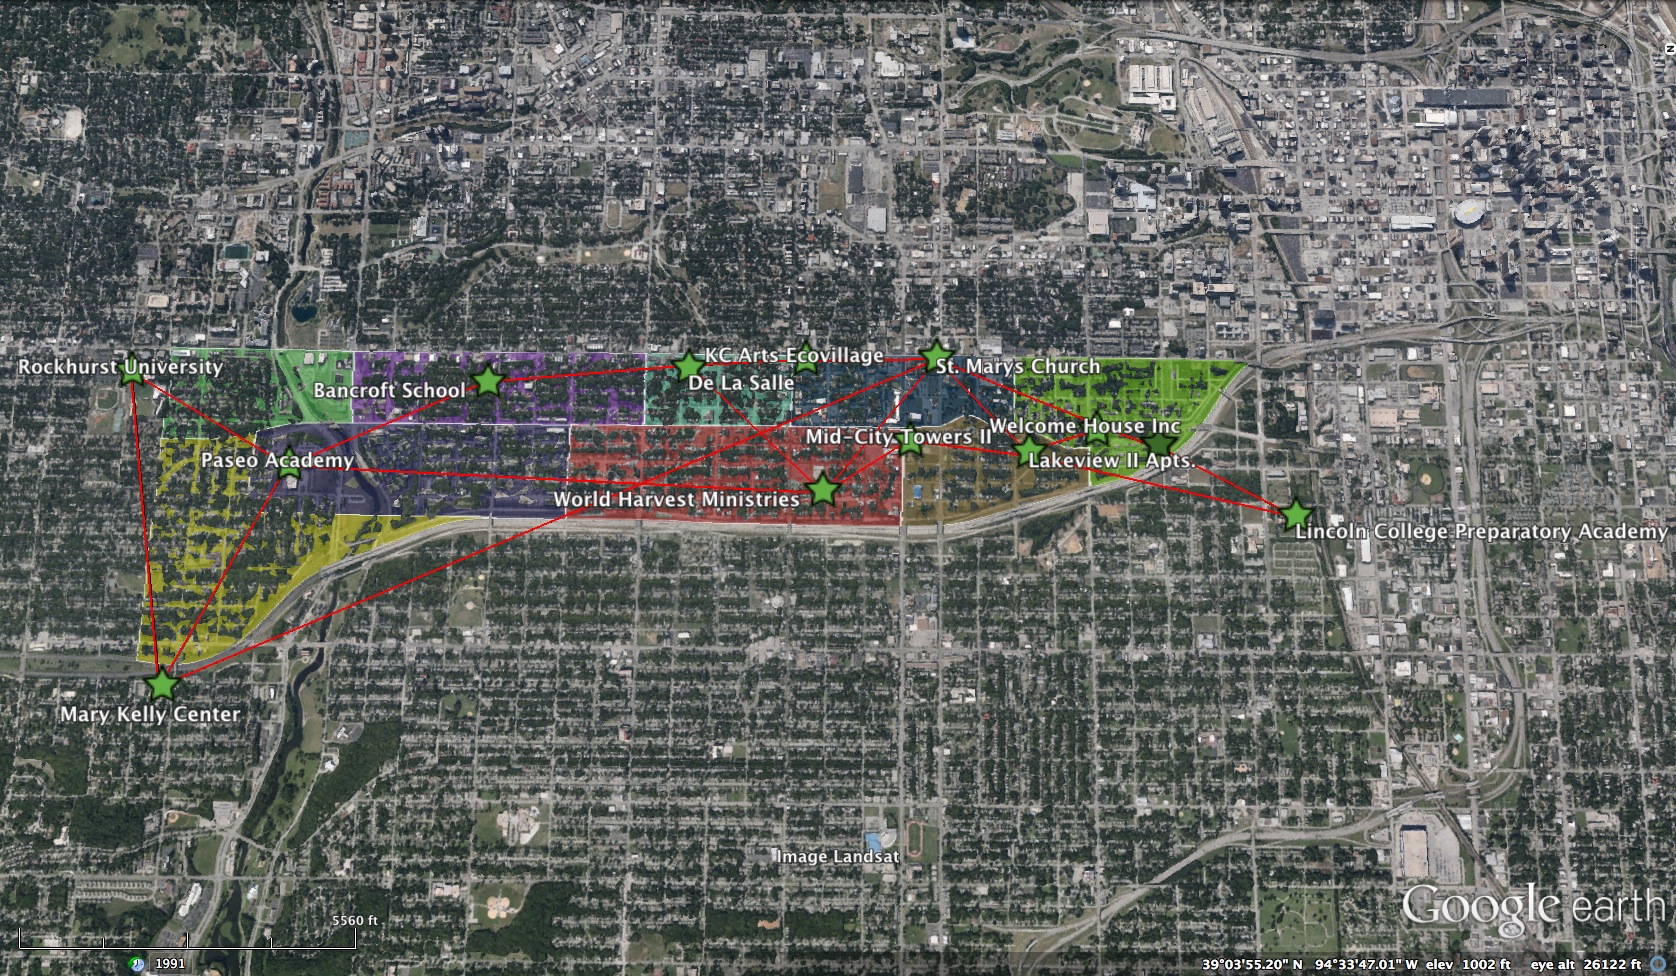 N
KC Arts Ecovillage
St. Marys Church
Rockhurst University
De La Salle
Bancroft School
Welcome House Inc
Mid-City Towers II
Paseo Academy
Lakeview II Apts.
World Harvest Ministries
Lincoln College Preparatory Academy
Mary Kelly Center
Image Landsat
Google earth
5560 ft
1991
39°03'55.20" N 94°33'47.01" W elev 1002 ft eye alt 26122 ft